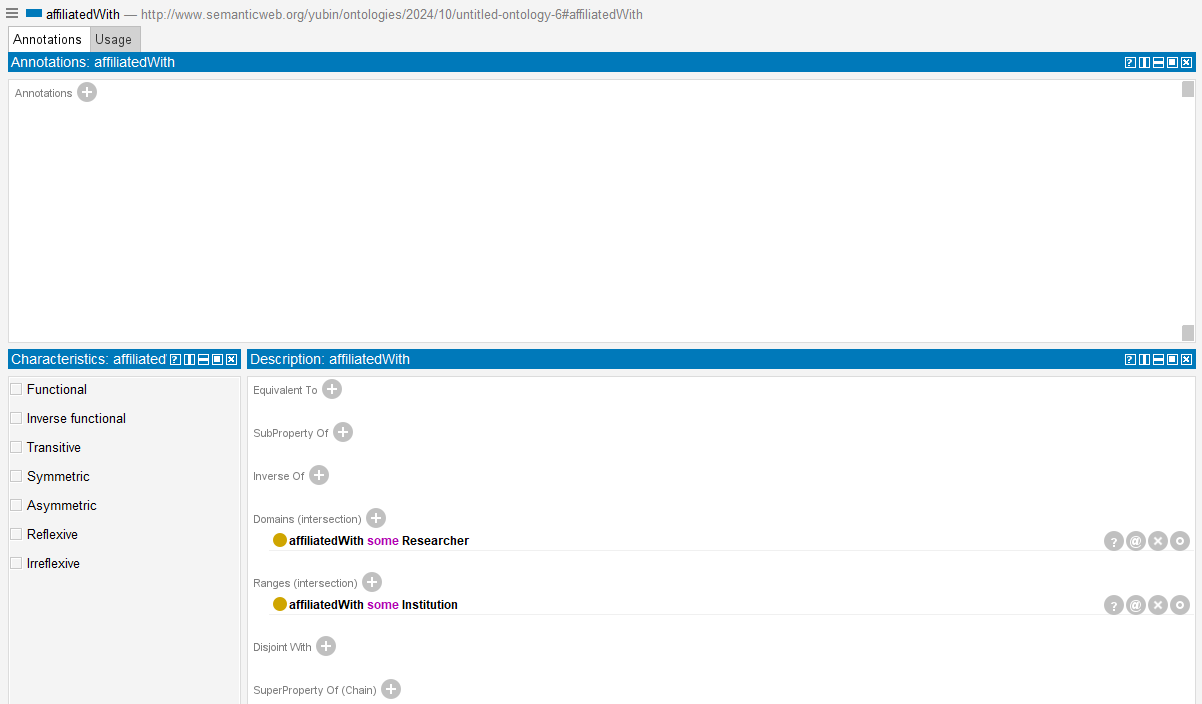 affiliatedWith — http://www.semanticweb.org/yubin/ontologies/2024/10/untitled-ontology-6#affiliatedWith
Annotations Usage
Annotations: affiliatedWith
Annotations
Characteristics: affiliated
Functional
Inverse functional
Transitive
Symmetric
Asymmetric
Reflexive
Irreflexive
Description: affiliatedWith
Equivalent To
SubProperty Of
Inverse Of
Domains (intersection)
affiliatedWith some Researcher
Ranges (intersection)
affiliatedWith some Institution
Disjoint With
SuperProperty Of (Chain)